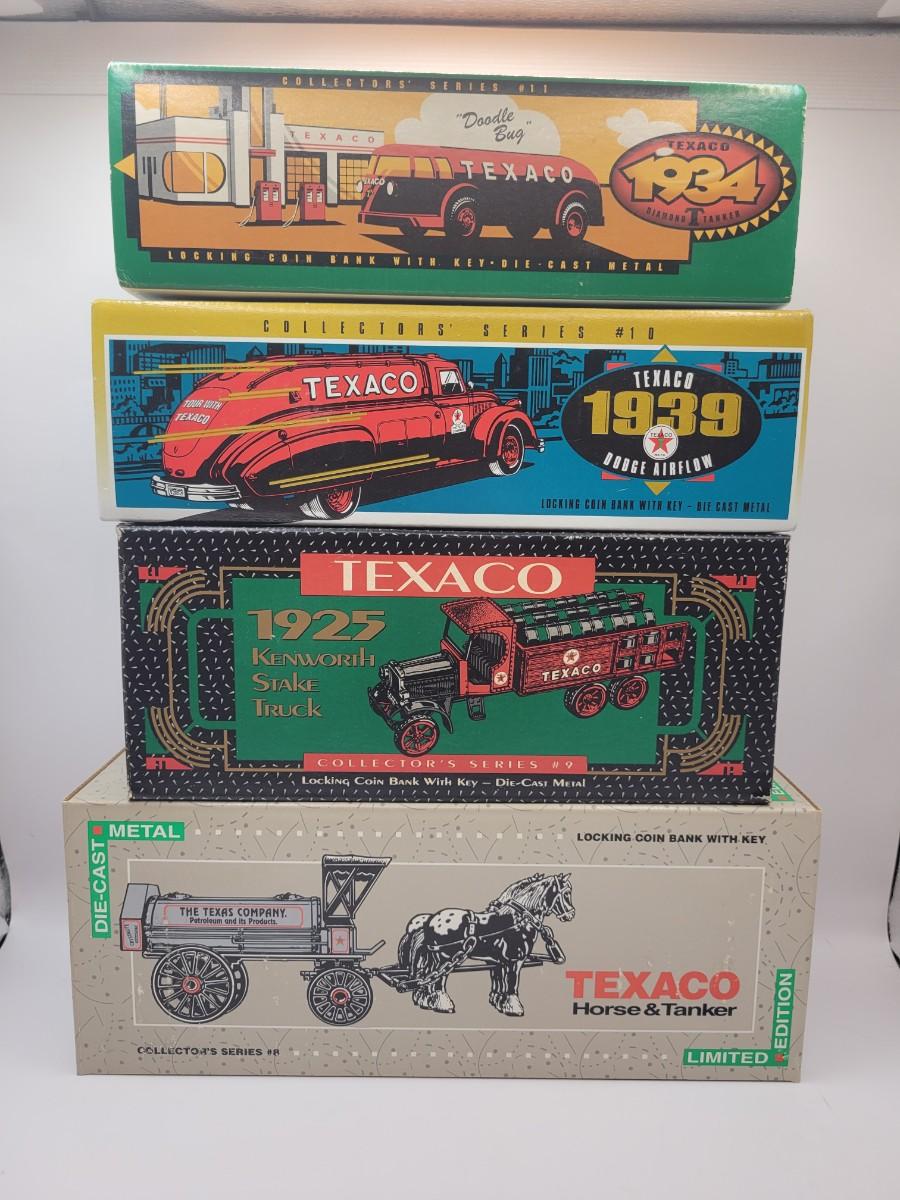 COLLECTORS' SERIES #11
"Doodle
Bug"
TEXACO
TEXACO
TEXACO
TEXACO
1934
DIAMOND T TANKER
LOCKING COIN BANK WITH KEY • DIE-CAST METAL
COLLECTORS' SERIES #10
TEXACO
TOUR WITH
TEXACO
TEXACO
1939
TEXACO
DODGE AIRFLOW
LOCKING COIN BANK WITH KEY - DIE CAST METAL
TEXACO
1925
KENWORTH
STAKE
TRUCK
TEXACO
COLLECTOR'S SERIES #9
LOCKING COIN BANK WITH KEY - DIE-CAST METAL
DIE-CAST METAL
LOCKING COIN BANK WITH KEY
THE TEXAS COMPANY.
Petroleum and its Products.
TEXACO
Horse & Tanker
COLLECTOR'S SERIES #8
LIMITED EDITION